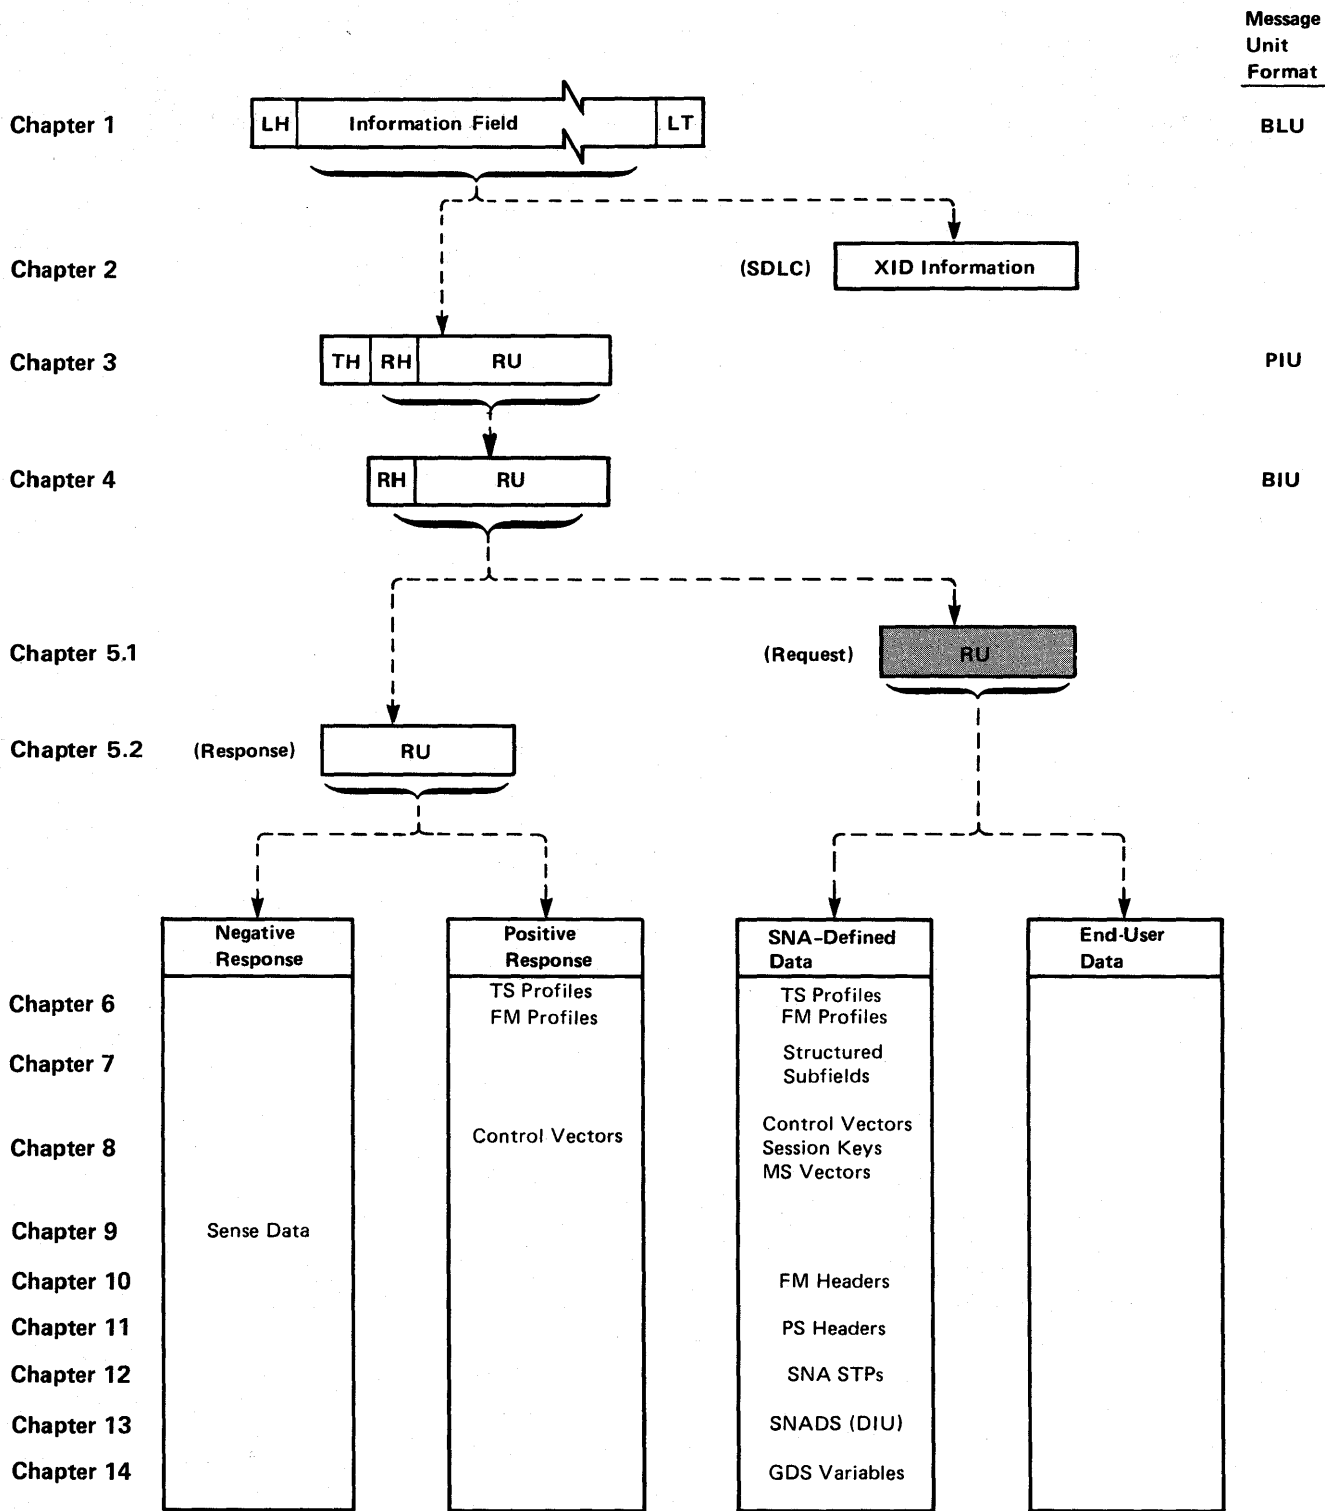 Message
Unit
Format
Chapter 1
LH
Information Field
LT
BLU
Chapter 2
(SDLC)
XID Information
Chapter 3
TH
RH
RU
PIU
Chapter 4
RH
RU
BIU
Chapter 5.1
(Request)
RU
Chapter 5.2
(Response)
RU
Negative
Response
Positive
Response
SNA-Defined
Data
End-User
Data
Chapter 6
TS Profiles
FM Profiles
TS Profiles
FM Profiles
Chapter 7
Structured
Subfields
Chapter 8
Control Vectors
Control Vectors
Session Keys
MS Vectors
Chapter 9
Sense Data
Chapter 10
FM Headers
Chapter 11
PS Headers
Chapter 12
SNA STPs
Chapter 13
SNADS (DIU)
Chapter 14
GDS Variables